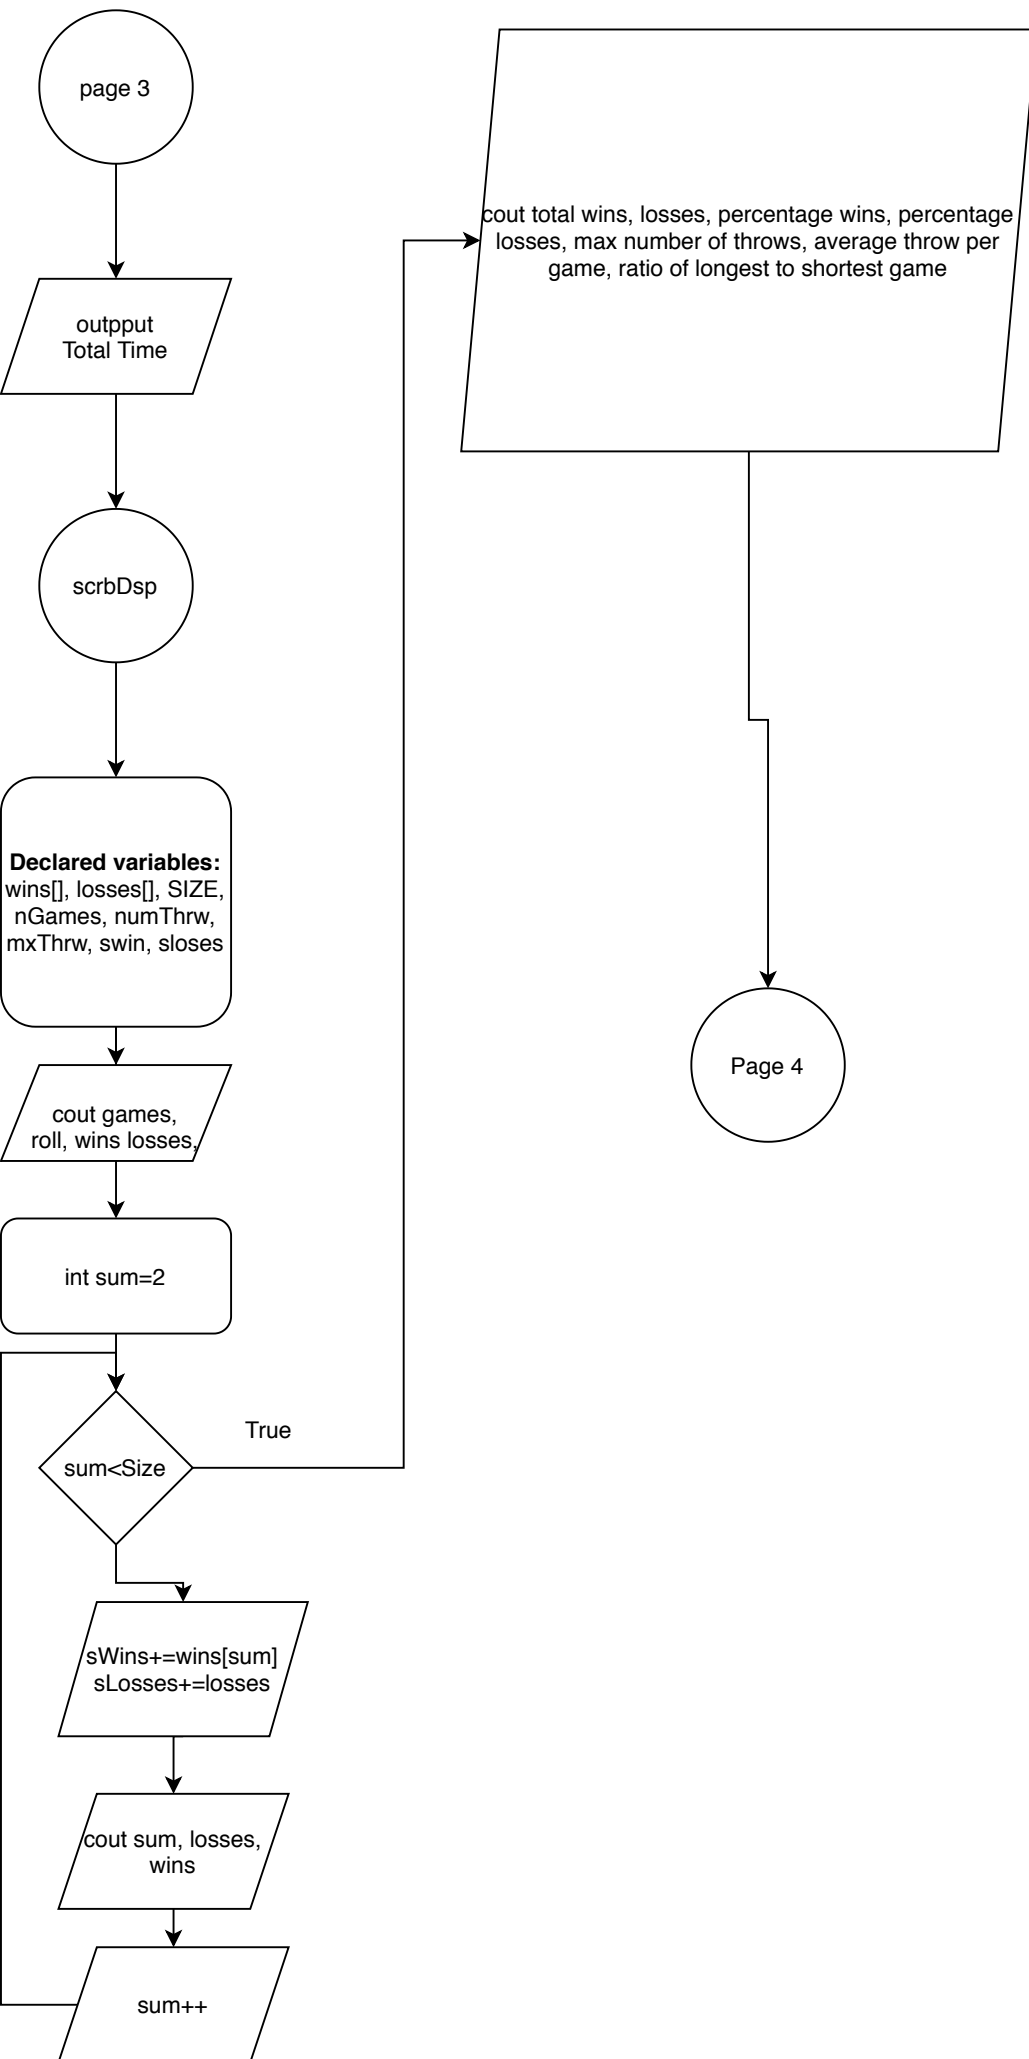 page 3
outpput
Total Time
scrbDsp
Declared variables:
wins[], losses[], SIZE,
nGames, numThrw,
mxThrw, swin, sloses
cout games,
roll, wins losses,
int sum=2
sum<Size
True
sWins+=wins[sum]
sLosses+=losses
cout sum, losses,
wins
sum++
cout total wins, losses, percentage wins, percentage
losses, max number of throws, average throw per
game, ratio of longest to shortest game
Page 4